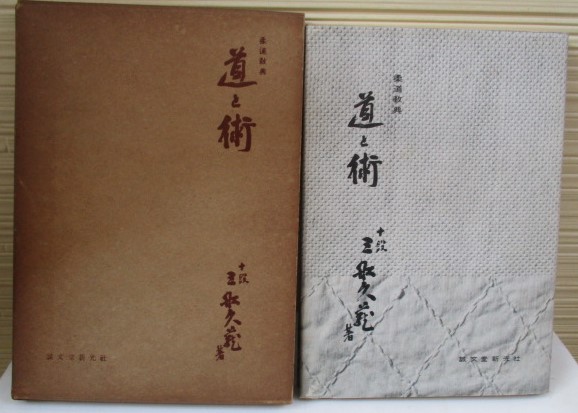 柔道教典
道と術
十段
三船久蔵
著
誠文堂新光社
柔道教典
道と術
十段
三船久蔵
著
誠文堂新光社